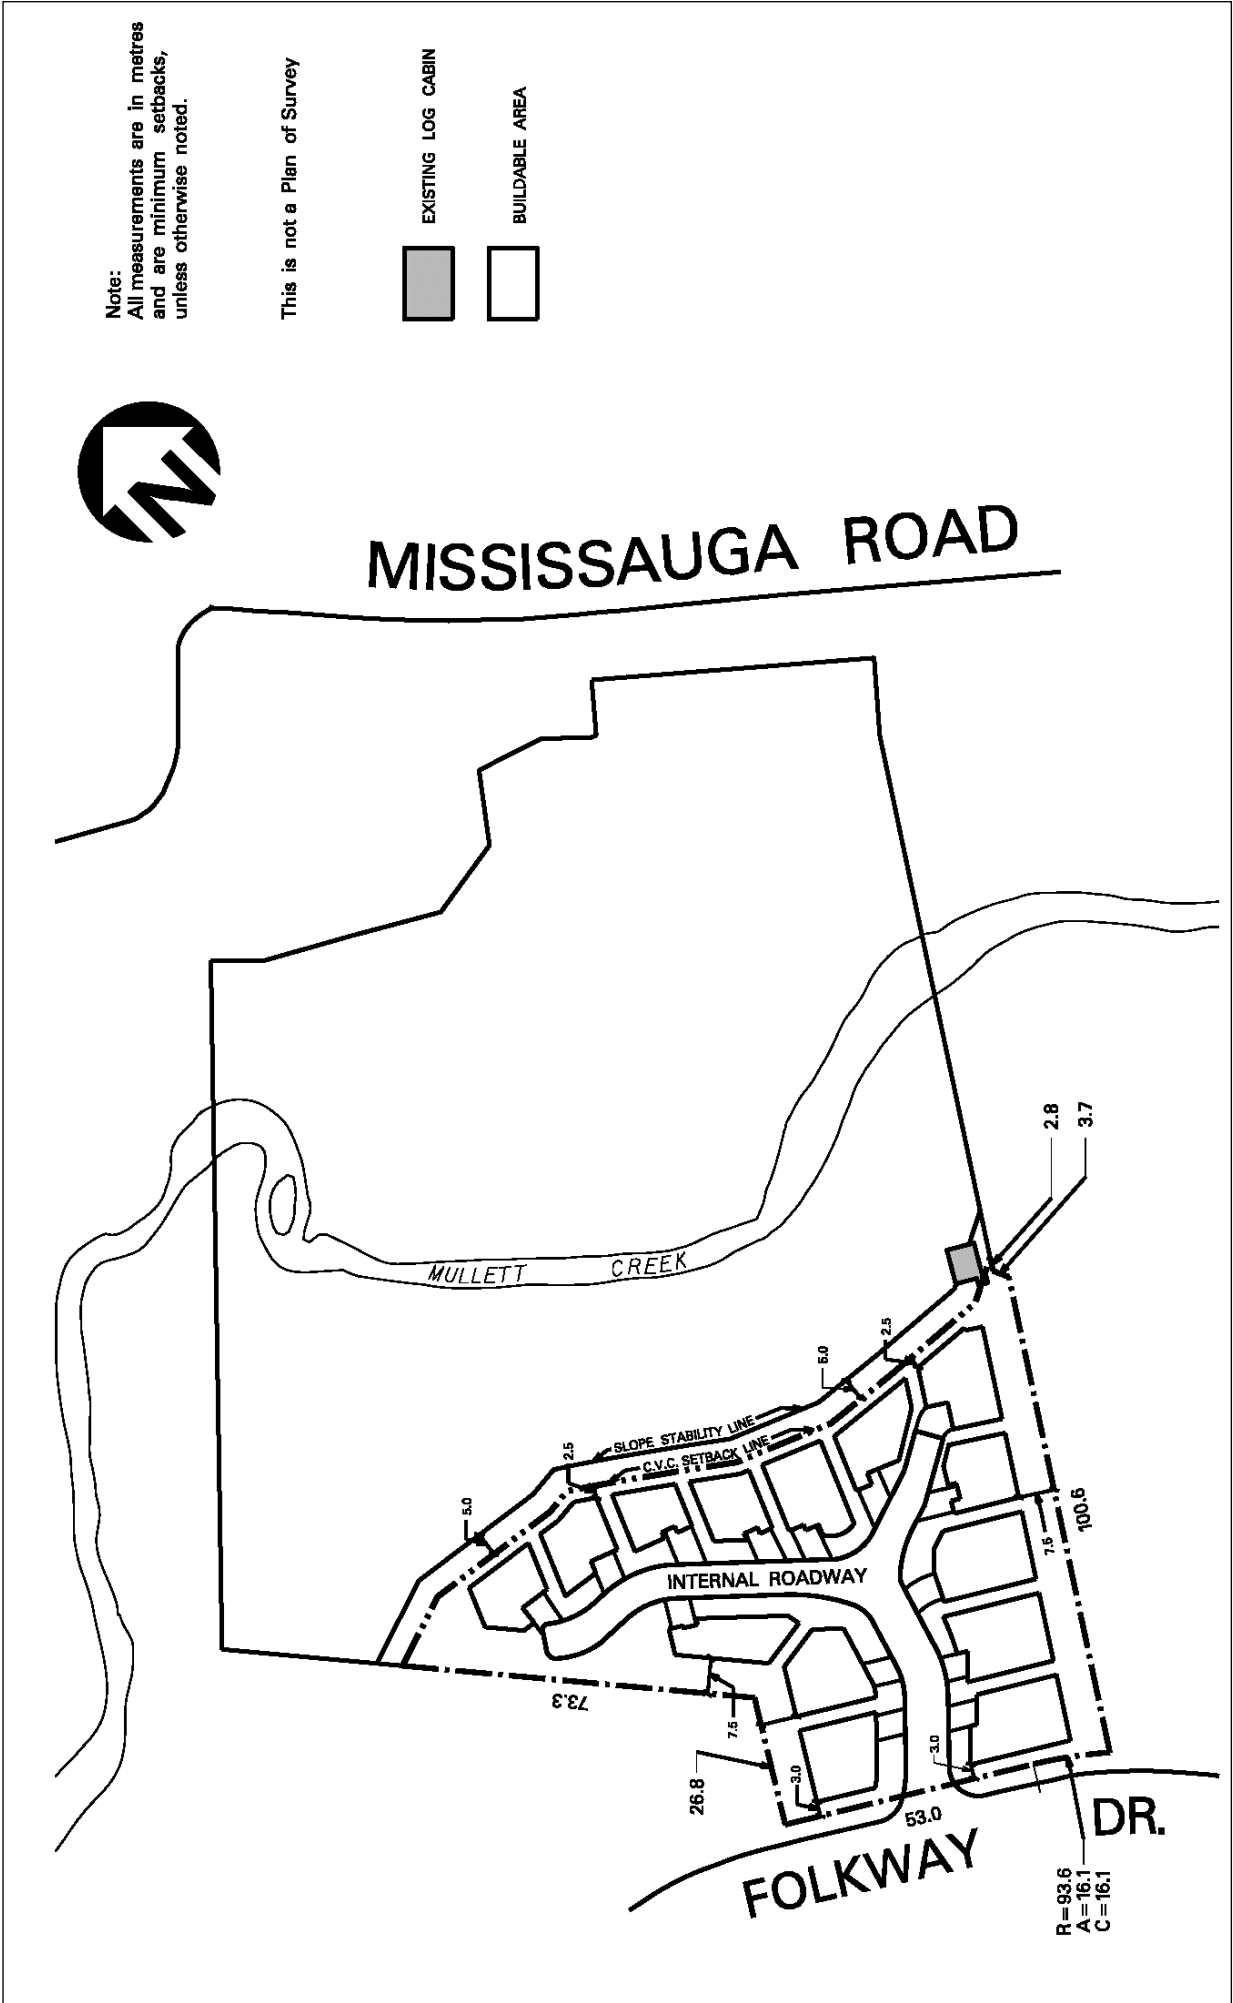 Note:
All measurements are in metres
and are minimum setbacks,
unless otherwise noted.
This is not a Plan of Survey
EXISTING LOG CABIN
BUILDABLE AREA
N
MISSISSAUGA ROAD
MULLETT CREEK
2.8
3.7
2.5
5.0
SLOPE STABILITY LINE
C.V.C. SETBACK LINE
2.5
5.0
INTERNAL ROADWAY
7.5
100.6
73.3
7.5
26.8
3.0
3.0
53.0
FOLKWAY DR.
R=93.6
A=16.1
C=16.1